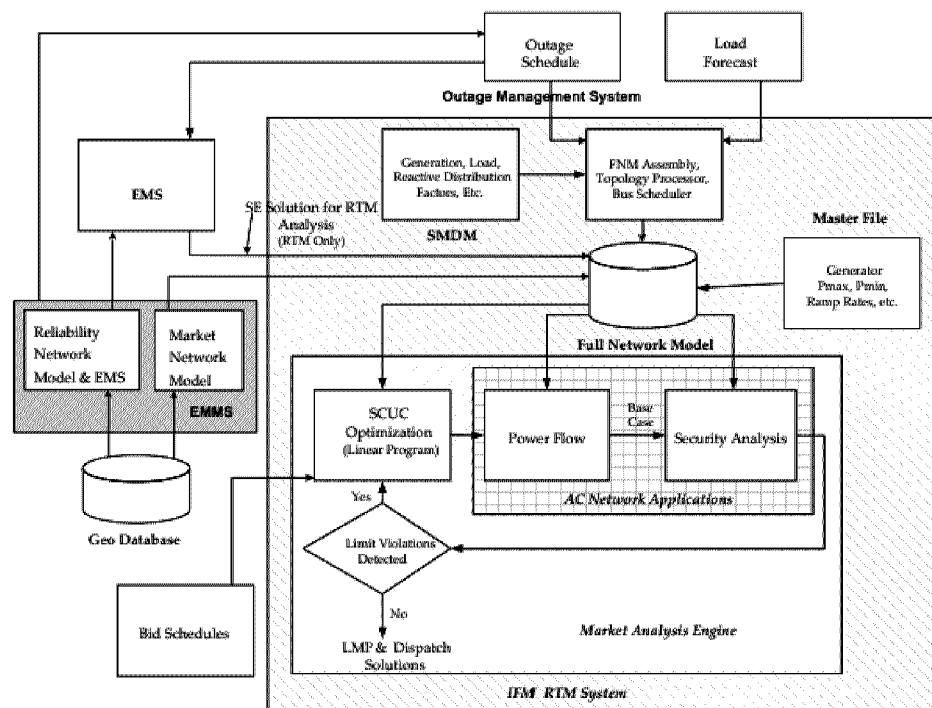 Outage
Schedule
Load
Forecast
Outage Management System
Generation, Load,
Reactive Distribution
Factors, Etc.
SMDM
FNM Assembly,
Topology Processor,
Bus Scheduler
EMS
SE Solution for RTM
Analysis
(RTM Only)
Master File
Generator
Pmax, Pmin,
Ramp Rates, etc.
Full Network Model
Reliability
Network
Model & EMS
Market
Network
Model
EMMS
Geo Database
SCUC
Optimization
(Linear Program)
Power Flow
Base
Case
Security Analysis
AC Network Applications
Yes
Limit Violations
Detected
No
LMP & Dispatch
Solutions
Bid Schedules
Market Analysis Engine
IFM RTM System